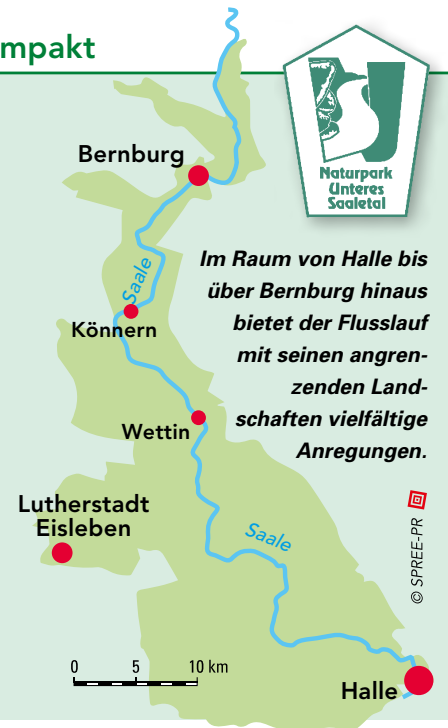 mpakt
Naturpark
Unteres
Saaletal
Bernburg
Im Raum von Halle bis
über Bernburg hinaus
bietet der Flusslauf
mit seinen angren-
zenden Land-
schaften vielfältige
Anregungen.
Saale
Könnern
Wettin
Lutherstadt
Eisleben
Saale
© SPREE-PR
0 5 10 km
Halle